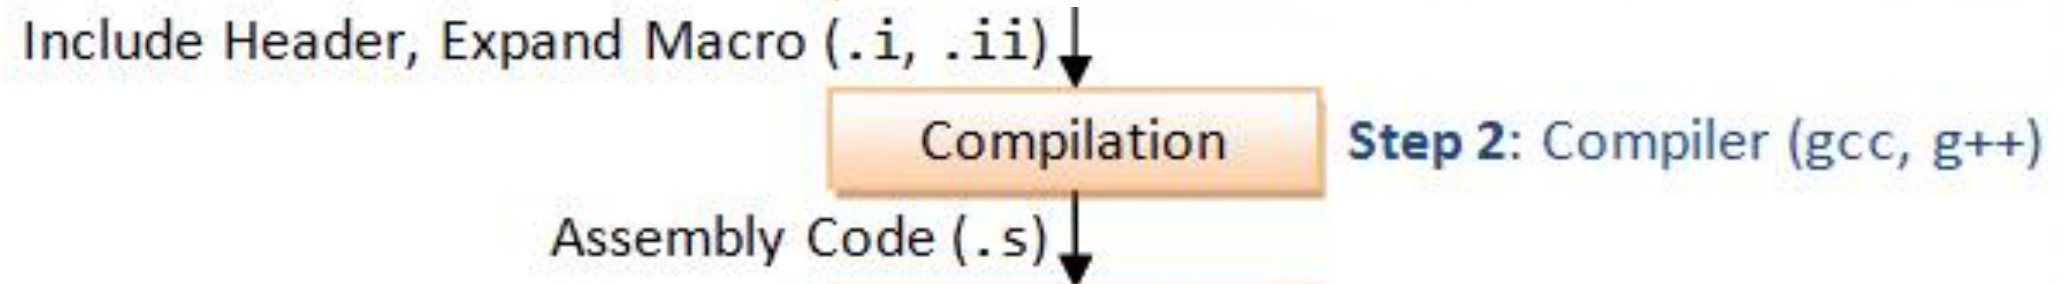 Include Header, Expand Macro (.i, .ii)
Compilation
Step 2: Compiler (gcc, g++)
Assembly Code (.s)